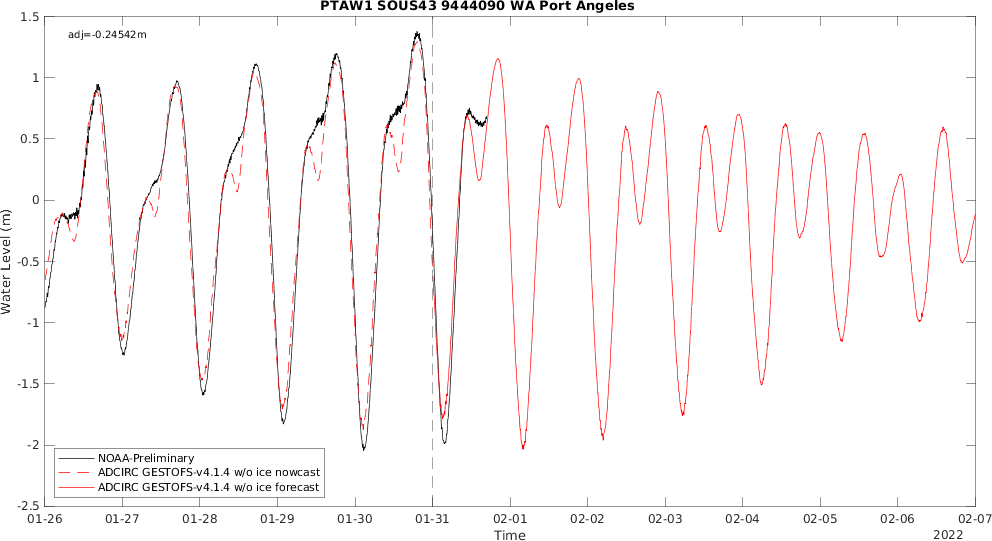 PTAW1 SOUS43 9444090 WA Port Angeles
adj=-0.24542m
Water Level (m)
1.5
1
0.5
0
-0.5
-1
-1.5
-2
-2.5
NOAA-Preliminary
ADCIRC GESTOFS-v4.1.4 w/o ice nowcast
ADCIRC GESTOFS-v4.1.4 w/o ice forecast
01-26 01-27 01-28 01-29 01-30 01-31 02-01 02-02 02-03 02-04 02-05 02-06 02-07
Time
2022